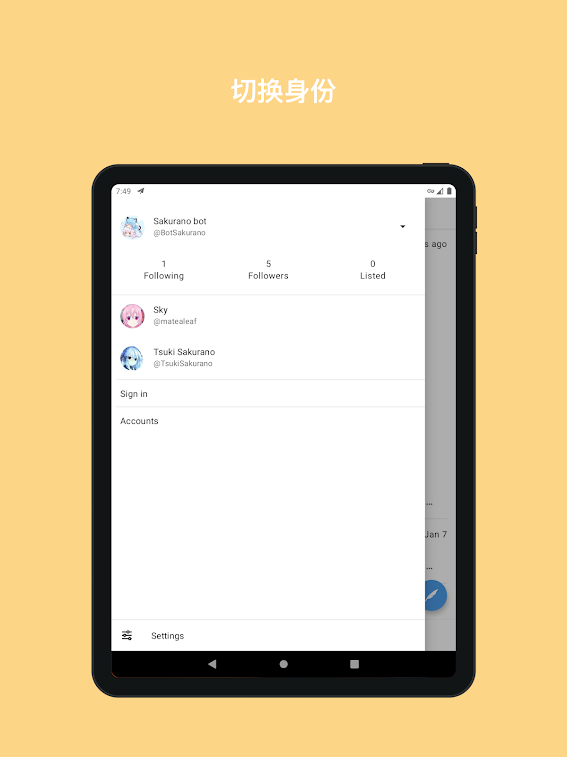 切换身份
7:49
Sakurano bot
@BotSakurano
s ago
1
Following
5
Followers
0
Listed
Sky
@matealeaf
Tsuki Sakurano
@TsukiSakurano
Sign in
Accounts
...
Jan 7
...
Settings